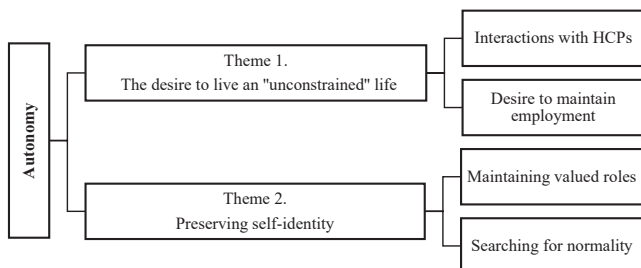 Autonomy
Theme 1.
The desire to live an "unconstrained" life
Interactions with HCPs
Desire to maintain
employment
Theme 2.
Preserving self-identity
Maintaining valued roles
Searching for normality